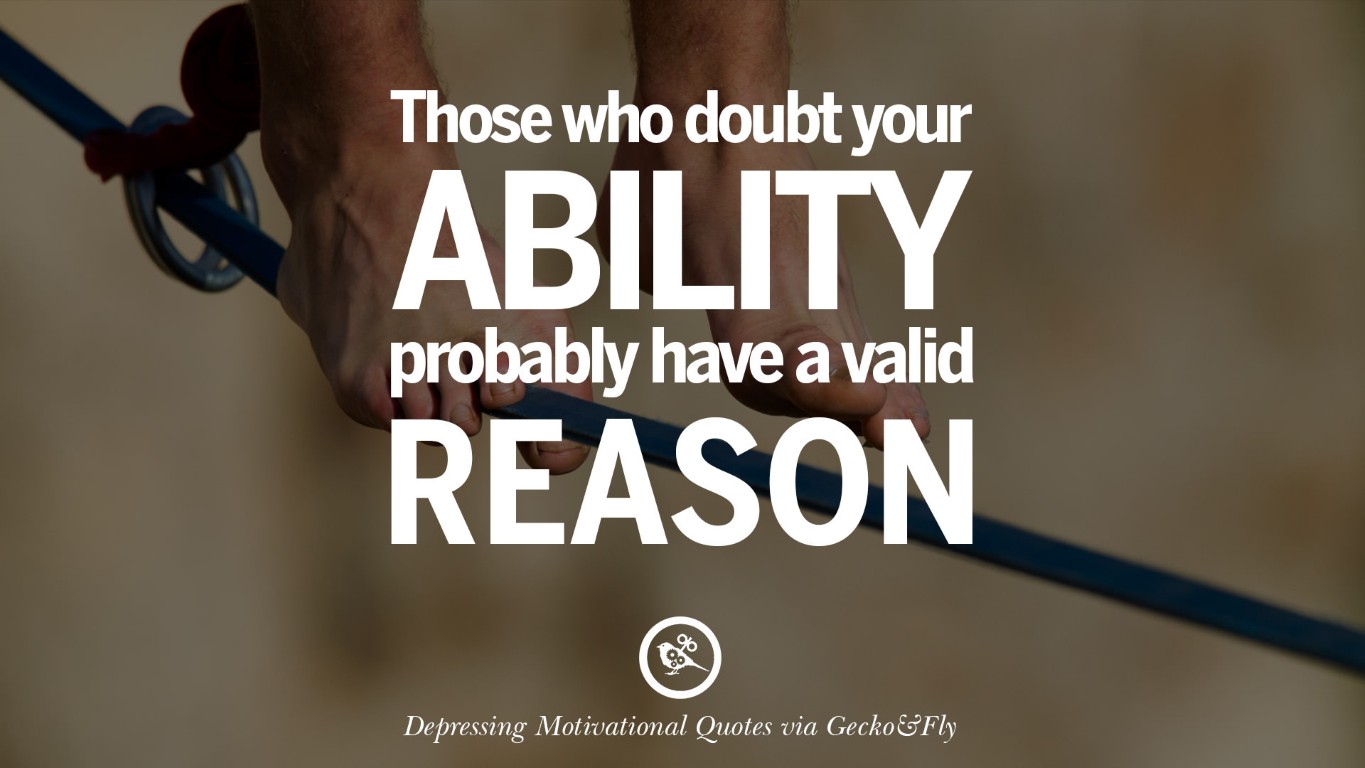 Those who doubt your
ABILITY
probably have a valid
REASON
Depressing Motivational Quotes via Gecko&Fly